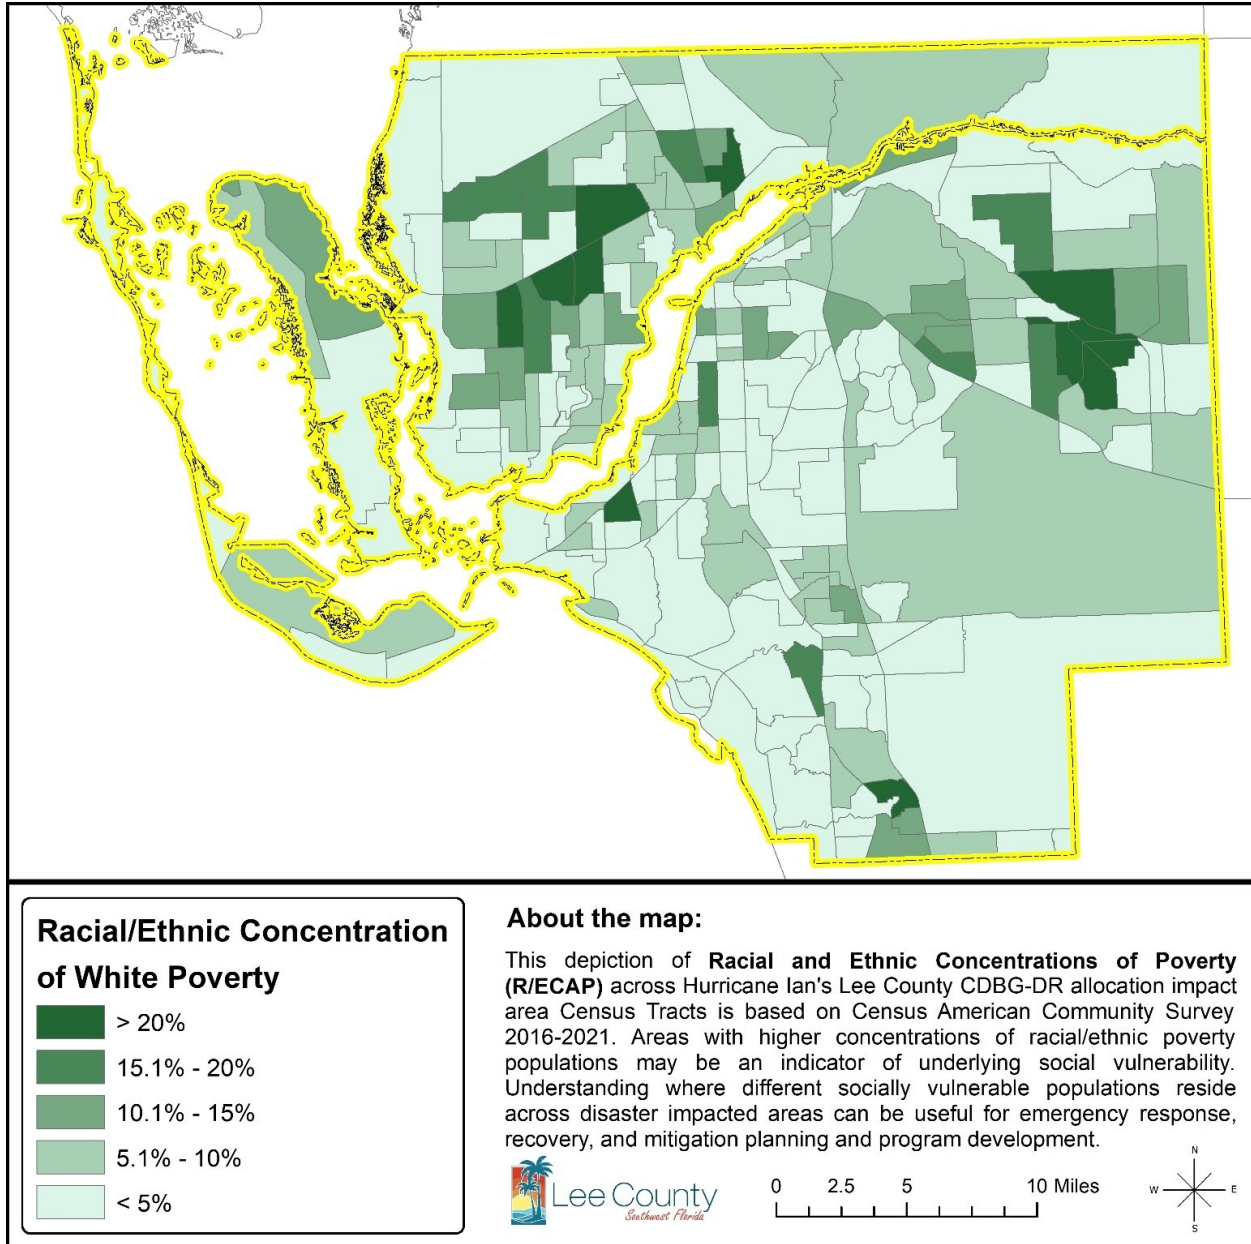 Racial/Ethnic Concentration
of White Poverty
> 20%
15.1% - 20%
10.1% - 15%
5.1% - 10%
< 5%
About the map:
This depiction of Racial and Ethnic Concentrations of Poverty
(R/ECAP) across Hurricane Ian's Lee County CDBG-DR allocation impact
area Census Tracts is based on Census American Community Survey
2016-2021. Areas with higher concentrations of racial/ethnic poverty
populations may be an indicator of underlying social vulnerability.
Understanding where different socially vulnerable populations reside
across disaster impacted areas can be useful for emergency response,
recovery, and mitigation planning and program development.
Lee County
Southwest Florida
0 2.5 5 10 Miles
N
W E
S